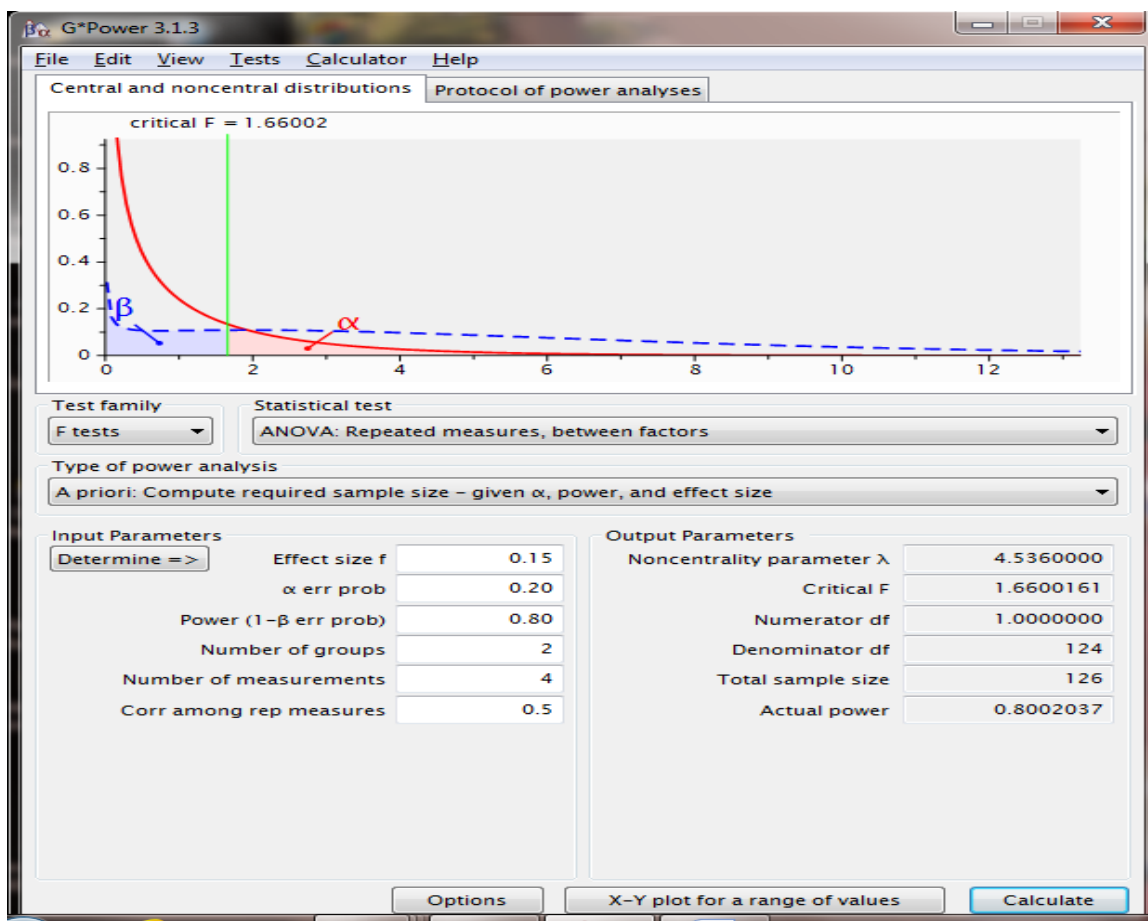 βα G*Power 3.1.3
File Edit View Tests Calculator Help
Central and noncentral distributions Protocol of power analyses
critical F = 1.66002
0.8
0.6
0.4
0.2
0
β
α
0 2 4 6 8 10 12
Test family Statistical test
F tests ANOVA: Repeated measures, between factors
Type of power analysis
A priori: Compute required sample size - given α, power, and effect size
Input Parameters Output Parameters
Determine => Effect size f 0.15 Noncentrality parameter λ 4.5360000
α err prob 0.20 Critical F 1.6600161
Power (1-β err prob) 0.80 Numerator df 1.0000000
Number of groups 2 Denominator df 124
Number of measurements 4 Total sample size 126
Corr among rep measures 0.5 Actual power 0.8002037
Options X-Y plot for a range of values Calculate